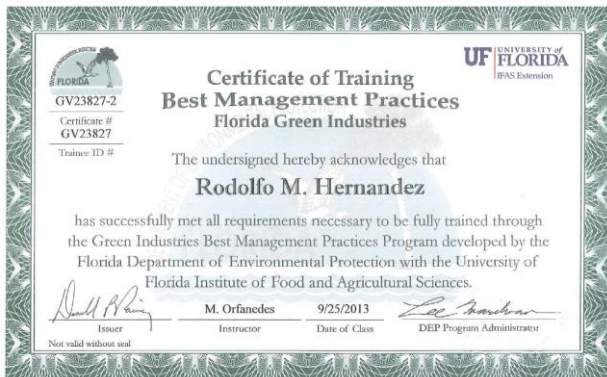 FLORIDA
GV23827-2
Certificate #
GV23827
Trainee ID #
UF UNIVERSITY of
FLORIDA
IFAS Extension
Certificate of Training
Best Management Practices
Florida Green Industries
The undersigned hereby acknowledges that
Rodolfo M. Hernandez
has successfully met all requirements necessary to be fully trained through
the Green Industries Best Management Practices Program developed by the
Florida Department of Environmental Protection with the University of
Florida Institute of Food and Agricultural Sciences.
M. Orfanedes 9/25/2013
Issuer Instructor Date of Class DEP Program Administrator
Not valid without seal